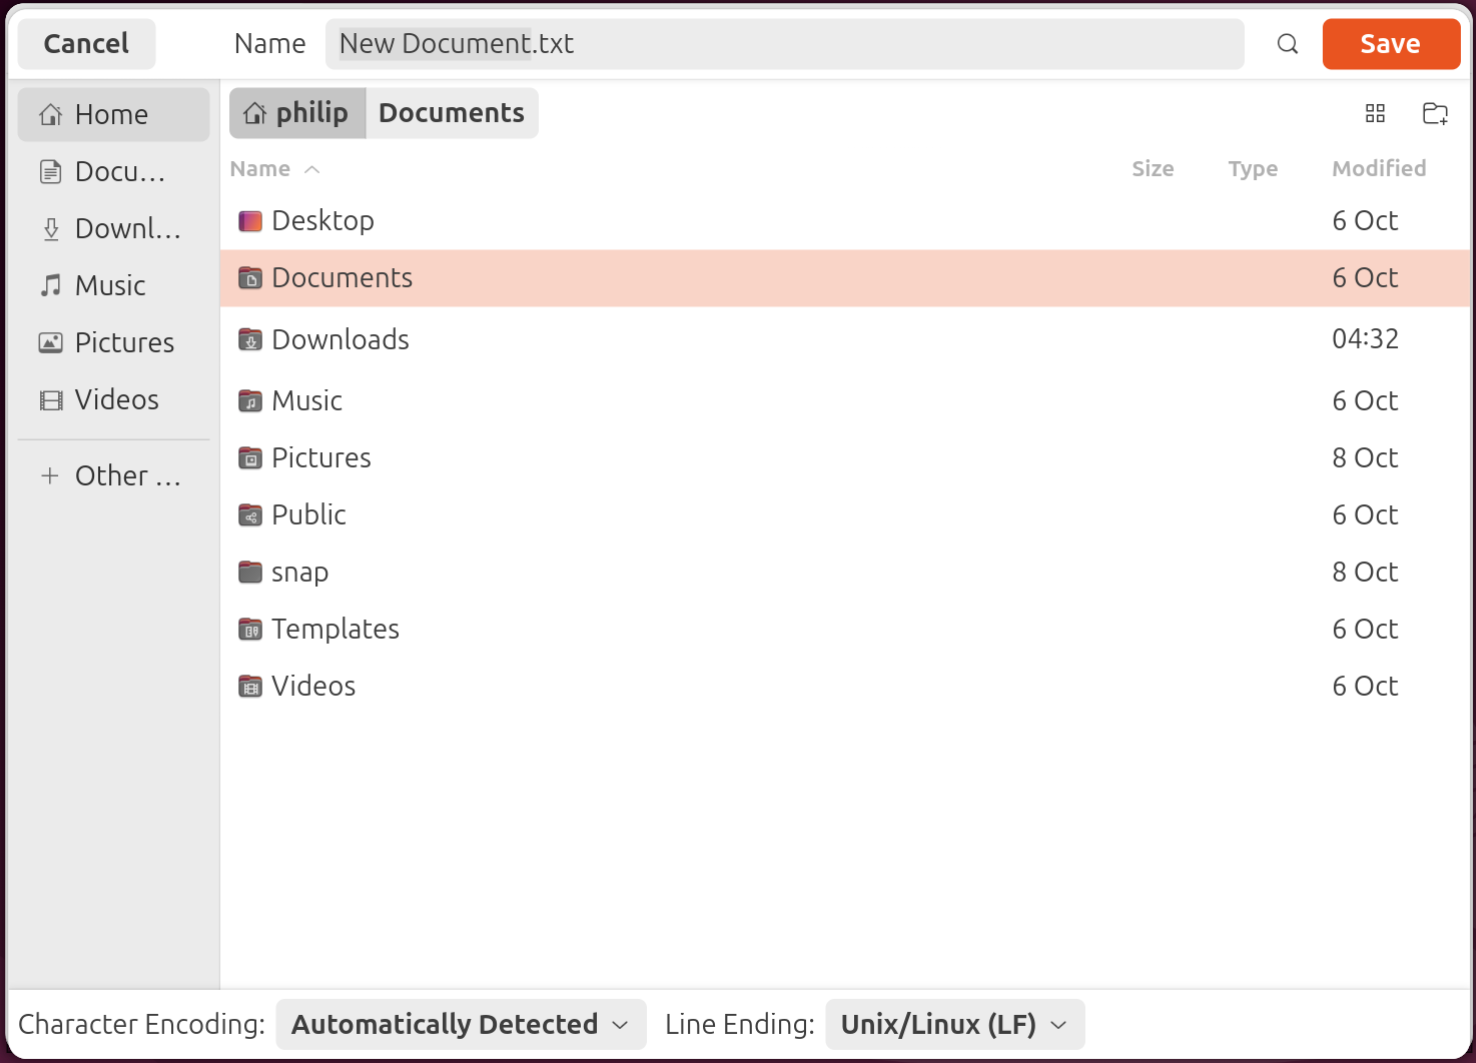 Cancel Name New Document.txt Save
Home
Docu...
Downl...
Music
Pictures
Videos
Other ...
philip Documents
Name Size Type Modified
Desktop 6 Oct
Documents 6 Oct
Downloads 04:32
Music 6 Oct
Pictures 8 Oct
Public 6 Oct
snap 8 Oct
Templates 6 Oct
Videos 6 Oct
Character Encoding: Automatically Detected Line Ending: Unix/Linux (LF)